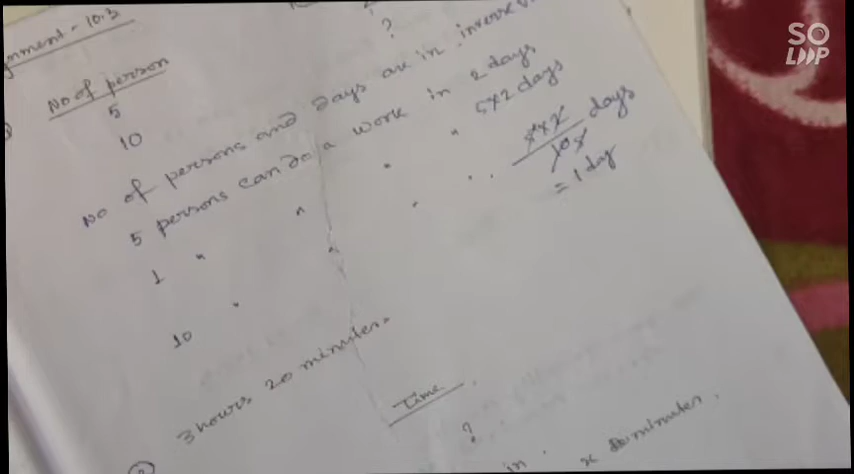 SO
LOOP
gnment - 10.3
No of person
?
5
10
No of persons and days are in inverse
5 persons can do a work in 2 days
1 " " " " 5×2 days
10 " " " " 5×2/10 days
= 1 day
3 hours 20 minutes.
Time
?
in
x minutes.